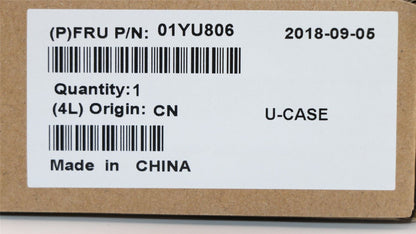 (P)FRU P/N: 01YU806 2018-09-05
Quantity:1
(4L) Origin: CN
U-CASE
Made in CHINA